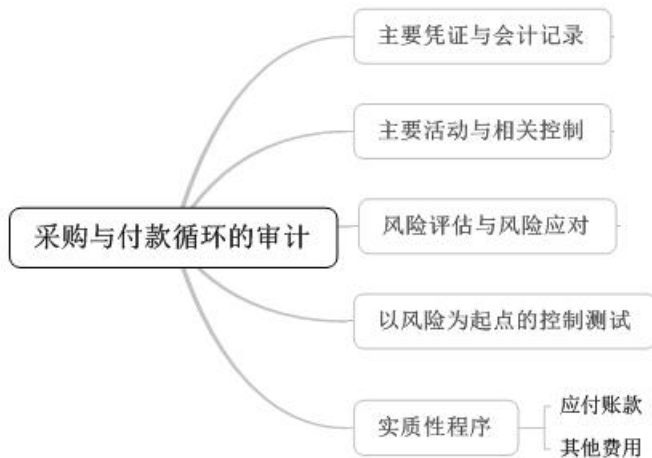 主要凭证与会计记录
主要活动与相关控制
采购与付款循环的审计
风险评估与风险应对
以风险为起点的控制测试
实质性程序
应付账款
其他费用